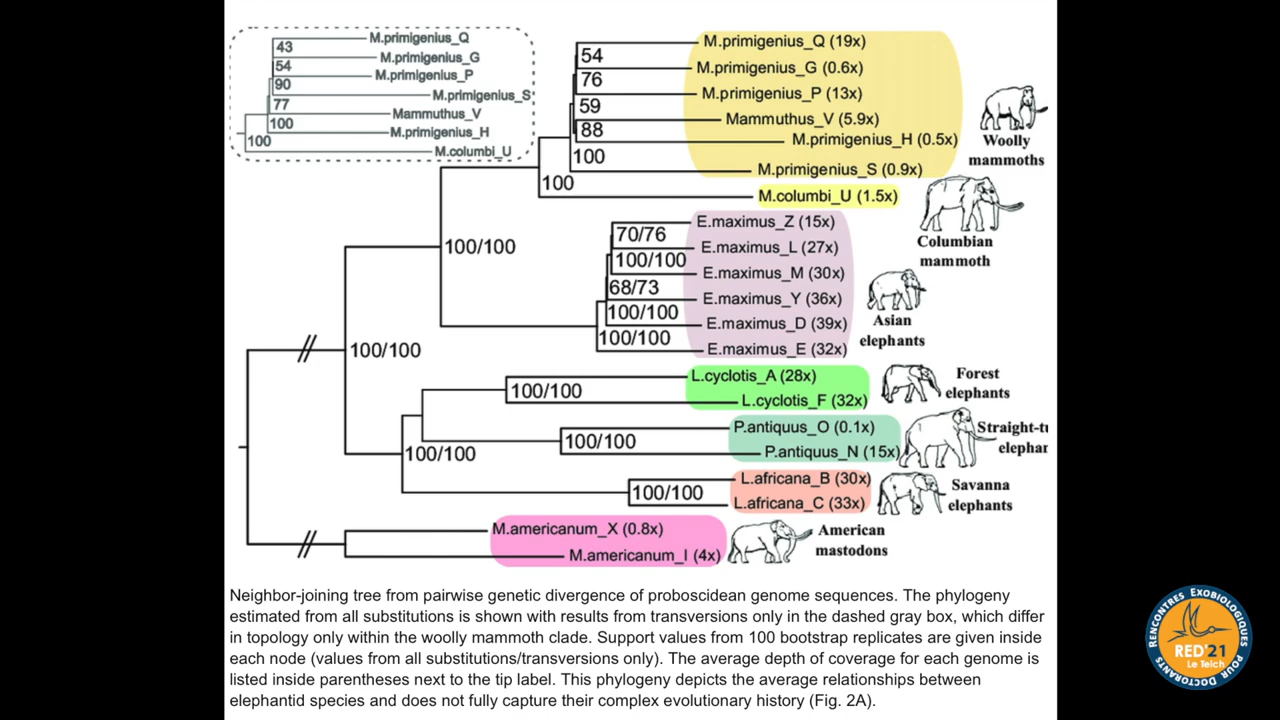 M.primigenius_Q
43
M.primigenius_G
54
M.primigenius_P
90
M.primigenius_S
77
Mammuthus_V
100
M.primigenius_H
100
M.columbi_U
M.primigenius_Q (19x)
54
M.primigenius_G (0.6x)
76
M.primigenius_P (13x)
59
Mammuthus_V (5.9x)
88
M.primigenius_H (0.5x)
100
M.primigenius_S (0.9x)
Woolly
mammoths
100
M.columbi_U (1.5x)
Columbian
mammoth
100/100
E.maximus_Z (15x)
70/76
E.maximus_L (27x)
100/100
E.maximus_M (30x)
68/73
E.maximus_Y (36x)
100/100
E.maximus_D (39x)
100/100
E.maximus_E (32x)
Asian
elephants
100/100
L.cyclotis_A (28x)
100/100
L.cyclotis_F (32x)
Forest
elephants
100/100
P.antiquus_O (0.1x)
100/100
P.antiquus_N (15x)
Straight-tu
elephan
L.africana_B (30x)
100/100
L.africana_C (33x)
Savanna
elephants
M.americanum_X (0.8x)
M.americanum_I (4x)
American
mastodons
Neighbor-joining tree from pairwise genetic divergence of proboscidean genome sequences. The phylogeny
estimated from all substitutions is shown with results from transversions only in the dashed gray box, which differ
in topology only within the woolly mammoth clade. Support values from 100 bootstrap replicates are given inside
each node (values from all substitutions/transversions only). The average depth of coverage for each genome is
listed inside parentheses next to the tip label. This phylogeny depicts the average relationships between
elephantid species and does not fully capture their complex evolutionary history (Fig. 2A).
RENCONTRES EXOBIOLOGIQUES
POUR DOCTORANTS
RED'21
Le Teich